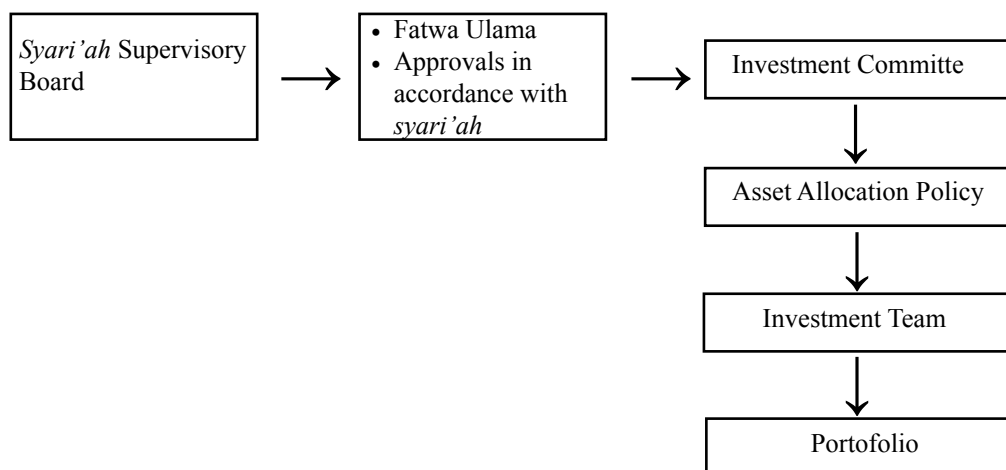 Syari’ah Supervisory
Board
• Fatwa Ulama
• Approvals in
accordance with
syari’ah
Investment Committe
Asset Allocation Policy
Investment Team
Portofolio